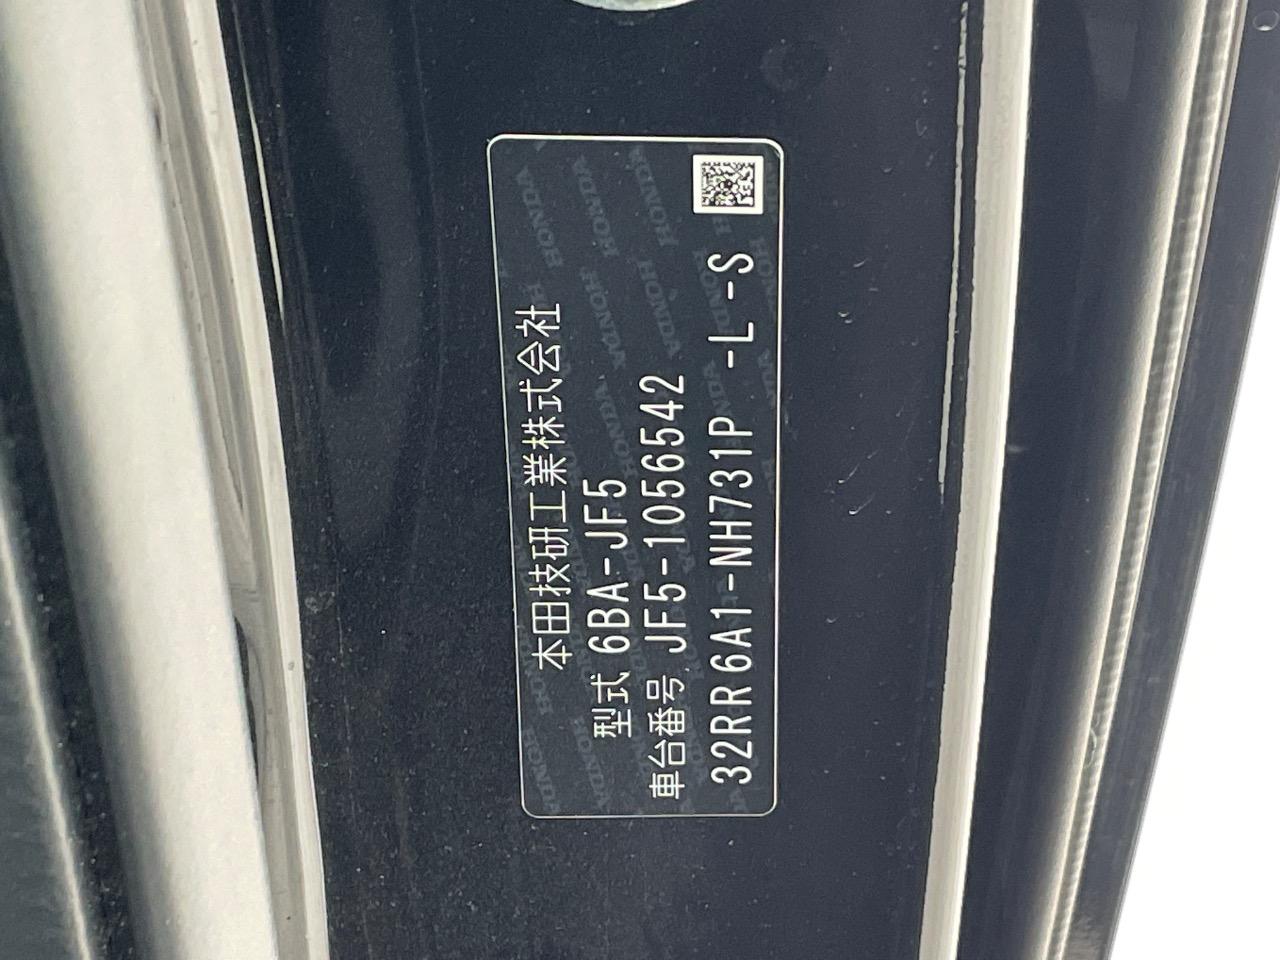 本田技研工業株式会社
型式 6BA-JF5
車台番号 JF5-1056542
32RR6A1-NH731P -L -S